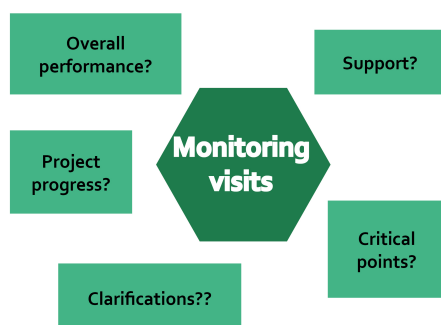 Overall
performance?
Support?
Monitoring
visits
Project
progress?
Critical
points?
Clarifications??